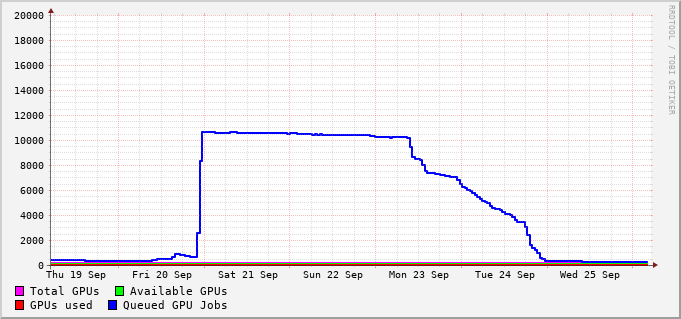 RRDTOOL / TOBI OETIKER
20000
18000
16000
14000
12000
10000
8000
6000
4000
2000
0
Thu 19 Sep Fri 20 Sep Sat 21 Sep Sun 22 Sep Mon 23 Sep Tue 24 Sep Wed 25 Sep
Total GPUs Available GPUs
GPUs used Queued GPU Jobs